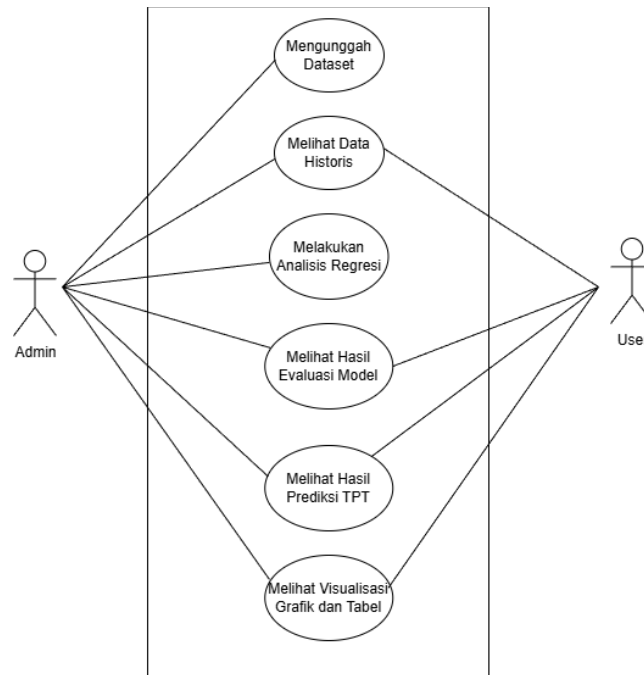 Mengunggah
Dataset
Melihat Data
Historis
Melakukan
Analisis Regresi
Admin
Use
Melihat Hasil
Evaluasi Model
Melihat Hasil
Prediksi TPT
Melihat Visualisasi
Grafik dan Tabel